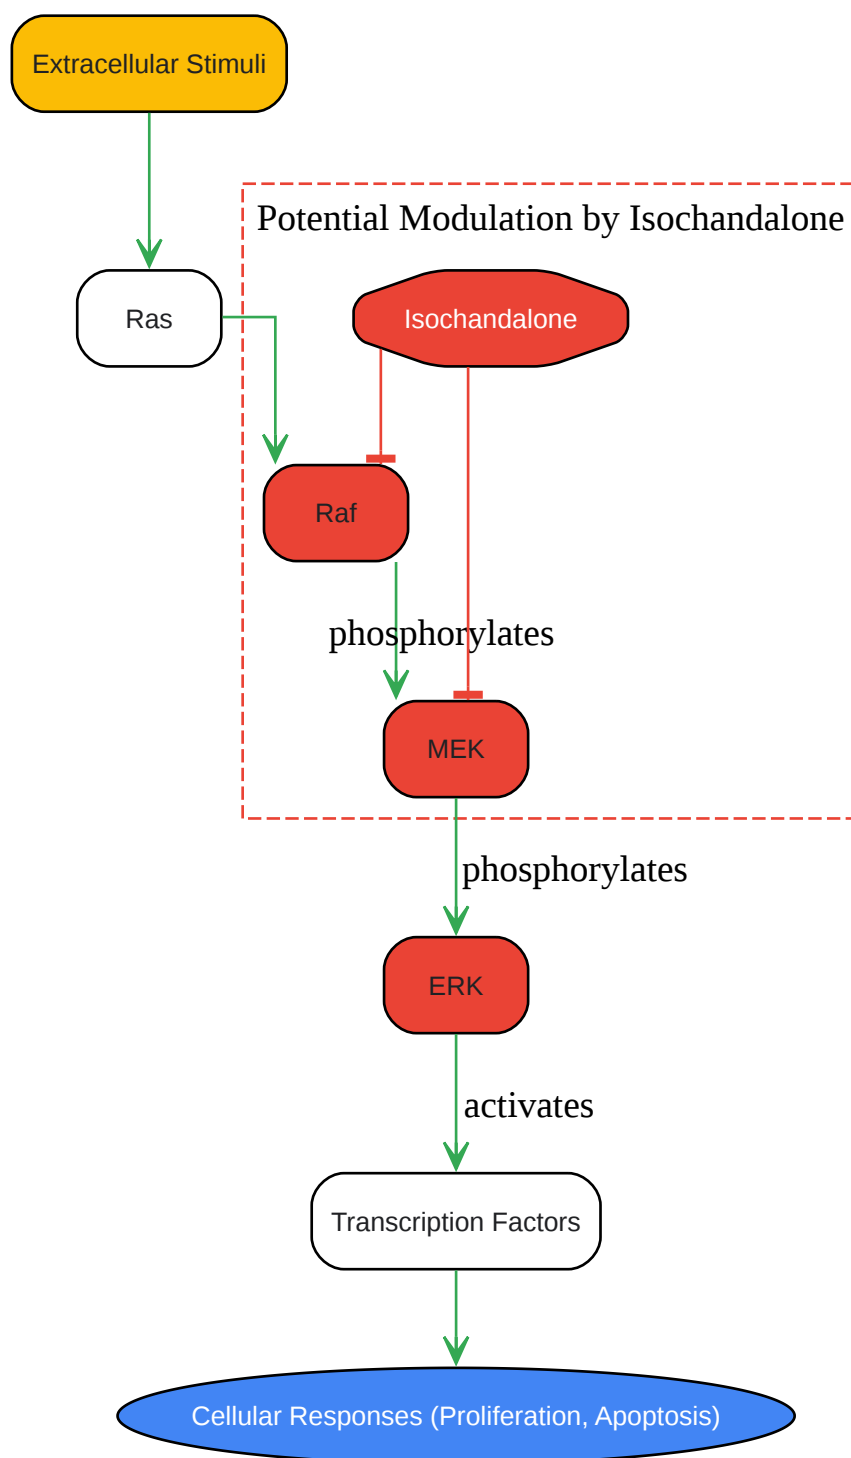 Extracellular Stimuli
Potential Modulation by Isochandalone
Ras
Isochandalone
Raf
phosphorylates
MEK
phosphorylates
ERK
activates
Transcription Factors
Cellular Responses (Proliferation, Apoptosis)